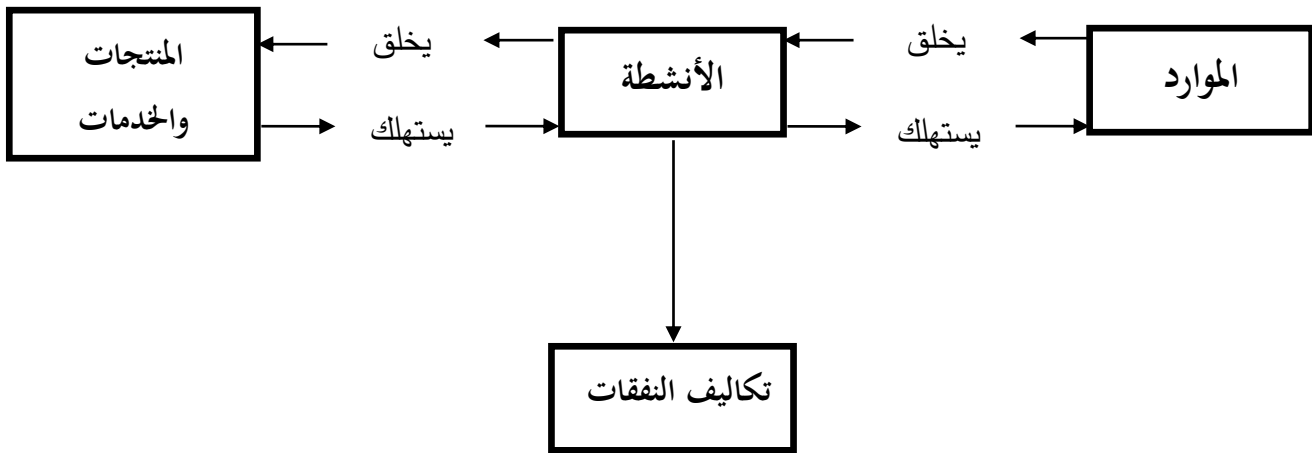 الموارد
يخلق
يستهلك
الأنشطة
يخلق
يستهلك
المنتجات
والخدمات
تكاليف النفقات